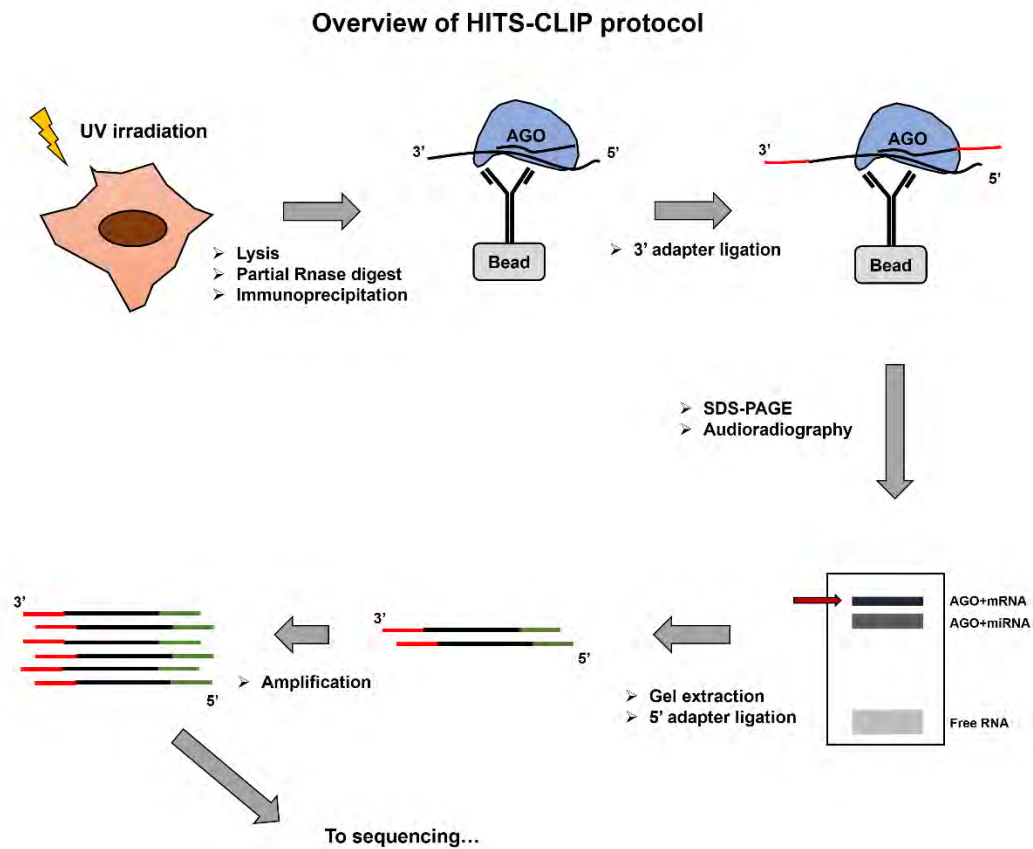 Overview of HITS-CLIP protocol
UV irradiation
➢ Lysis
➢ Partial Rnase digest
➢ Immunoprecipitation
AGO
3’
5’
Bead
➢ 3’ adapter ligation
AGO
3’
5’
Bead
➢ SDS-PAGE
➢ Audioradiography
AGO+mRNA
AGO+miRNA
Free RNA
➢ Gel extraction
➢ 5’ adapter ligation
5’
➢ Amplification
3’
5’
To sequencing...